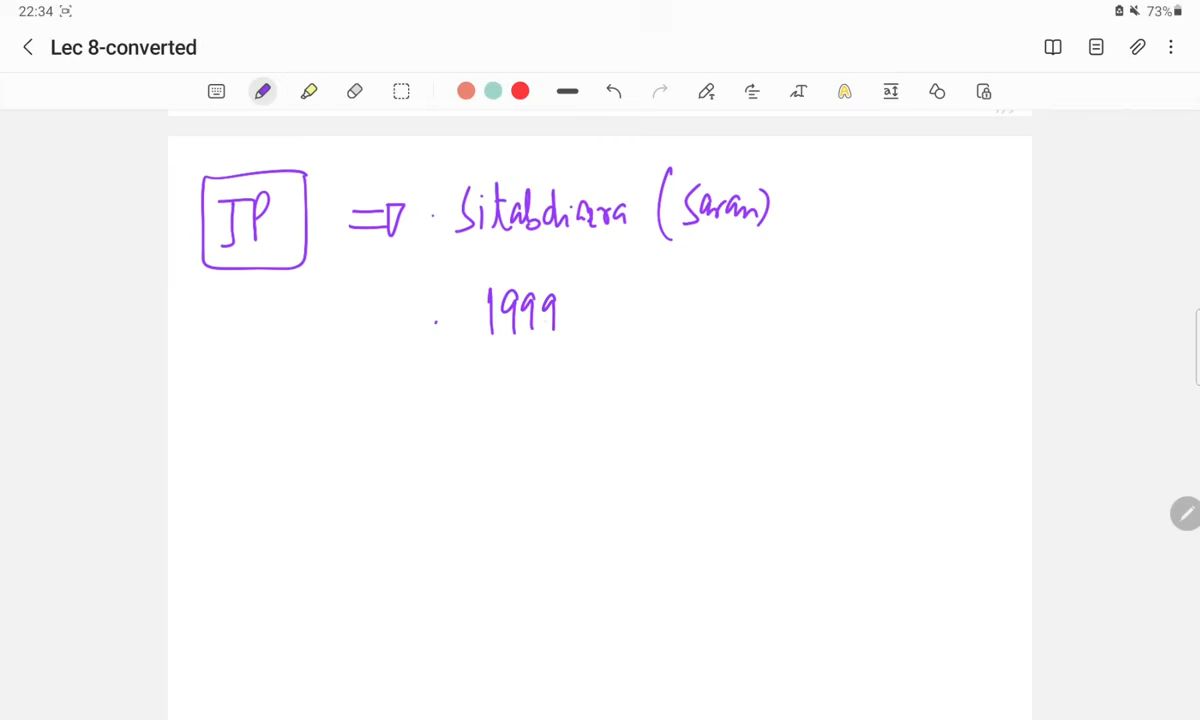 22:34 73%
Lec 8-converted
JP => . Sitabdiara (Saran)
. 1999